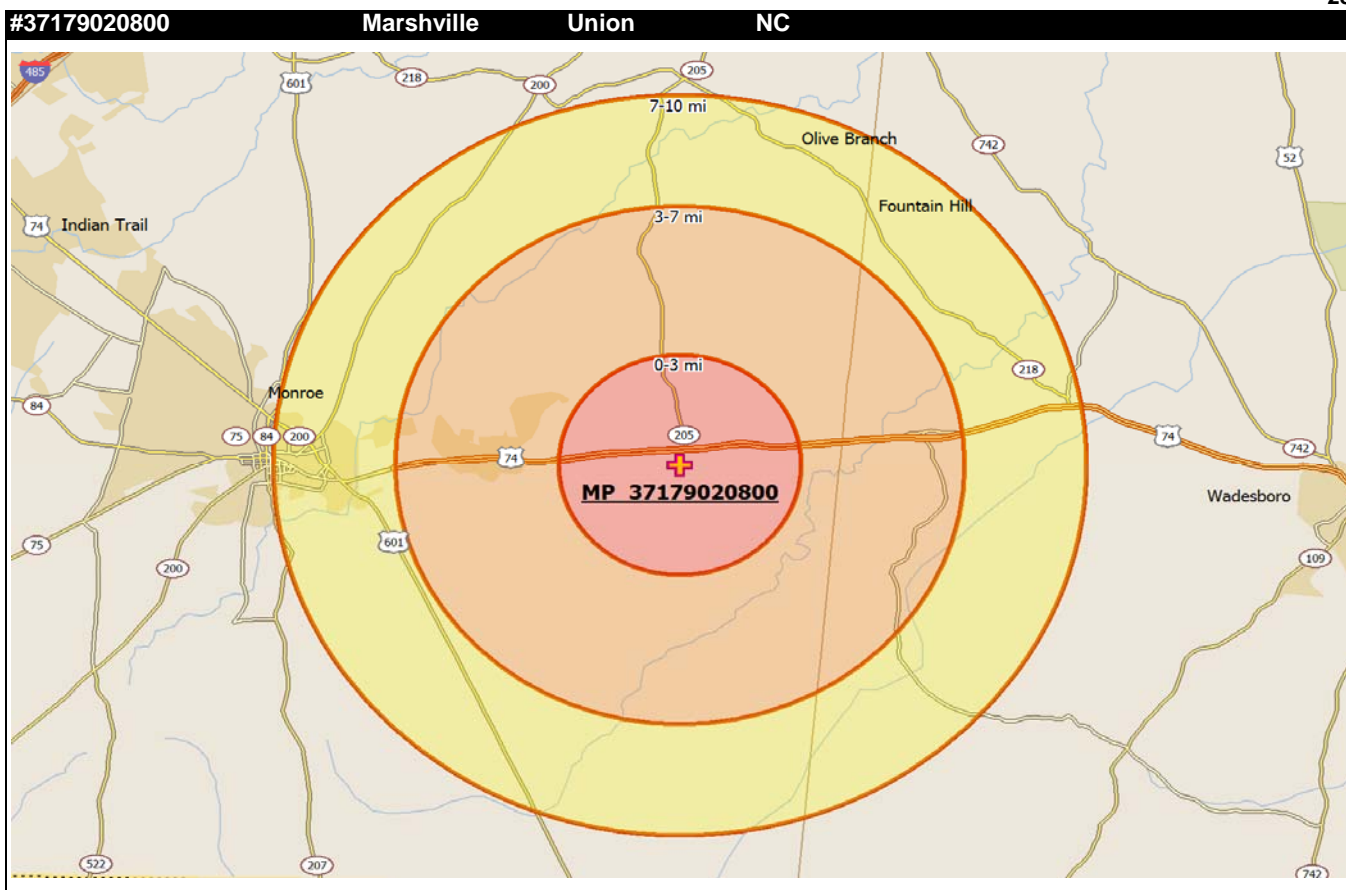 #37179020800 Marshville Union NC
485
601
218
200
205
7-10 mi
Olive Branch
742
52
74
Indian Trail
3-7 mi
Fountain Hill
0-3 mi
218
Monroe
84
75
84
200
205
74
74
742
MP 37179020800
Wadesboro
75
601
109
200
522
207
742